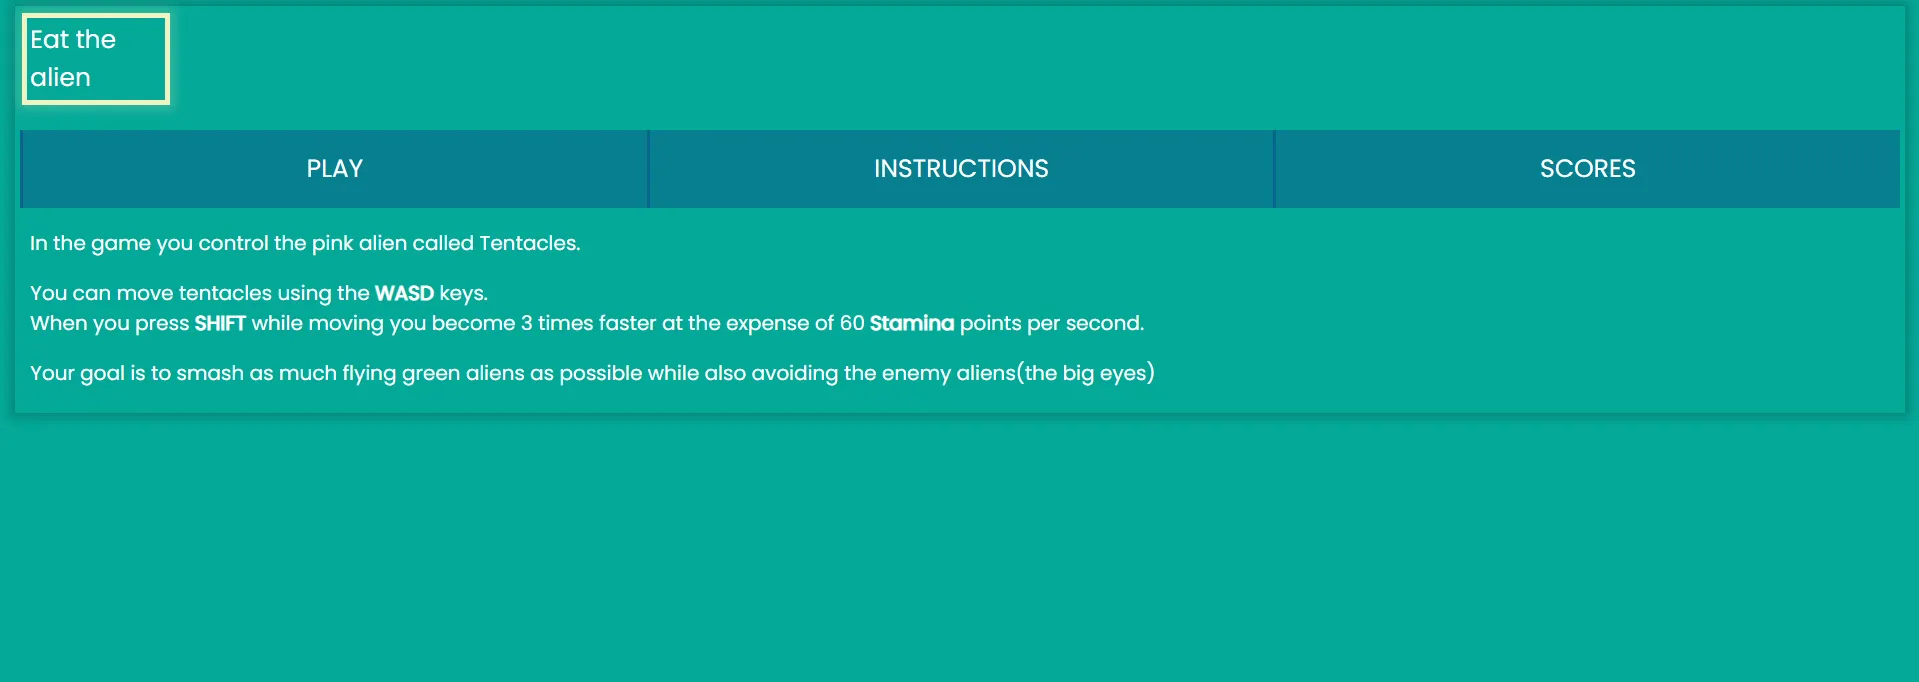 Eat the
alien
PLAY
INSTRUCTIONS
SCORES
In the game you control the pink alien called Tentacles.
You can move tentacles using the WASD keys.
When you press SHIFT while moving you become 3 times faster at the expense of 60 Stamina points per second.
Your goal is to smash as much flying green aliens as possible while also avoiding the enemy aliens(the big eyes)